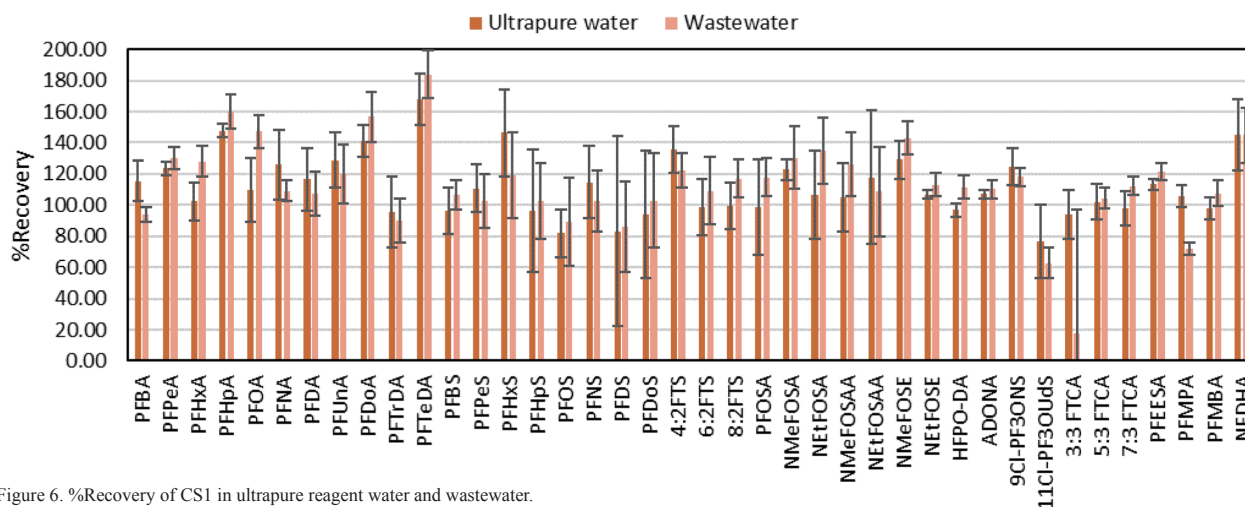 Ultrapure water Wastewater
200.00
180.00
160.00
140.00
120.00
100.00
80.00
60.00
40.00
20.00
0.00
%Recovery
PFBA
PFPeA
PFHxA
PFHpA
PFOA
PFNA
PFDA
PFUnA
PFDoA
PFTrDA
PFTeDA
PFBS
PFPeS
PFHxS
PFHpS
PFOS
PFNS
PFDS
PFDoS
4:2FTS
6:2FTS
8:2FTS
PFOSA
NMeFOSA
NEtFOSA
NMeFOSAA
NEtFOSAA
NMeFOSE
NEtFOSE
HFPO-DA
ADONA
9Cl-PF3ONS
11Cl-PF3OUdS
3:3 FTCA
5:3 FTCA
7:3 FTCA
PFEESA
PFMPA
PFMBA
NFDHA
Figure 6. %Recovery of CS1 in ultrapure reagent water and wastewater.